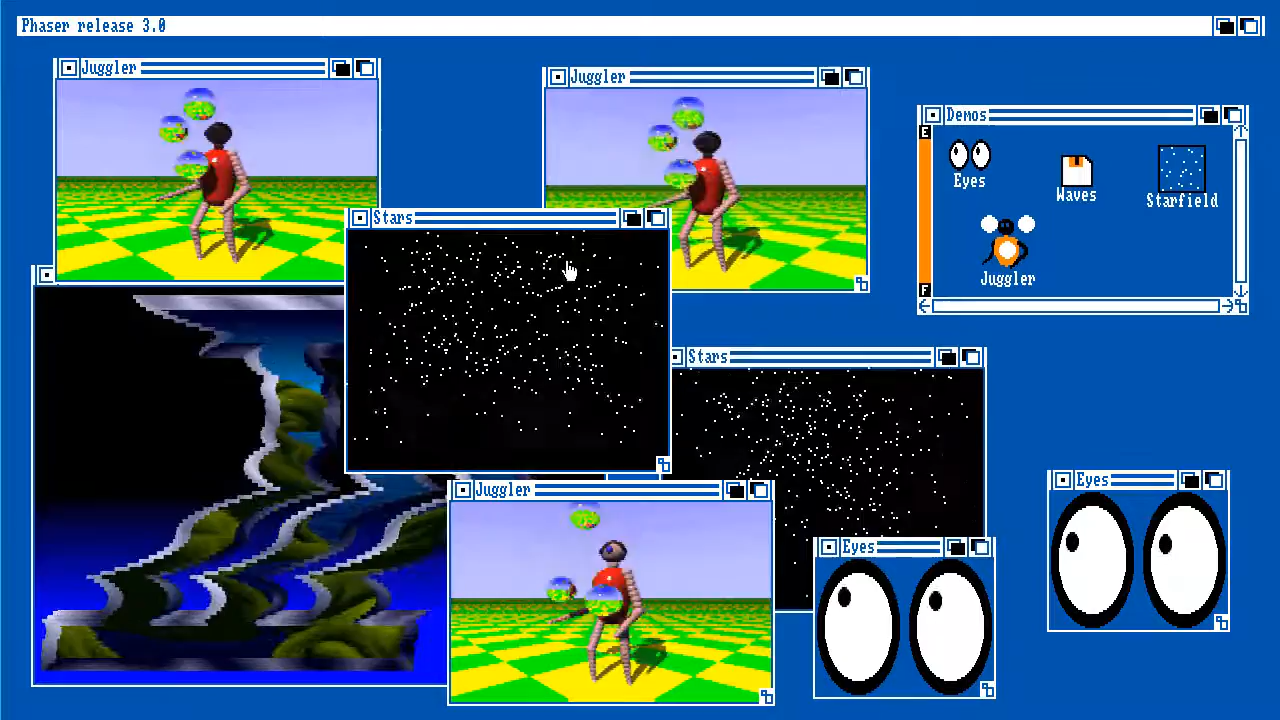 Phaser release 3.0
Juggler
Juggler
Demos
E
Eyes
Waves
Starfield
Juggler
F
Stars
Stars
Juggler
Eyes
Eyes